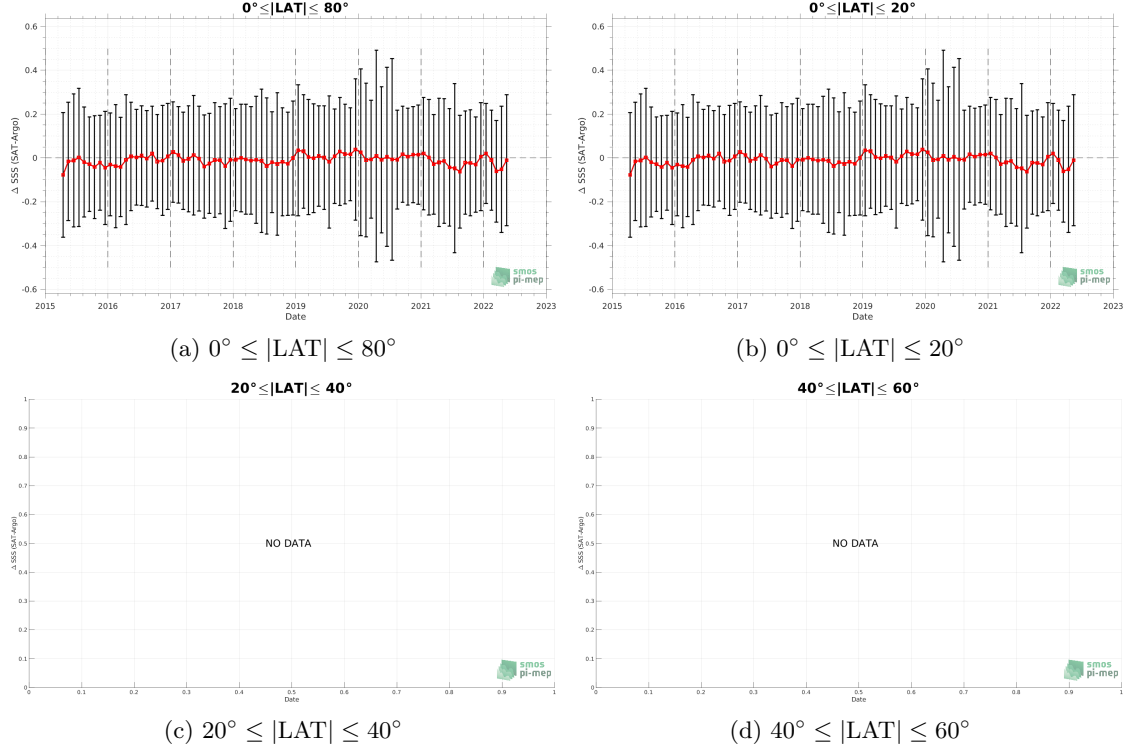 0°≤|LAT|≤ 80°
Δ SSS (SAT-Argo)
0.6
0.4
0.2
0
-0.2
-0.4
-0.6
2015 2016 2017 2018 2019 2020 2021 2022 2023
Date
smos
pi-mep
(a) 0° ≤ |LAT| ≤ 80°
0°≤|LAT|≤ 20°
Δ SSS (SAT-Argo)
0.6
0.4
0.2
0
-0.2
-0.4
-0.6
2015 2016 2017 2018 2019 2020 2021 2022 2023
Date
smos
pi-mep
(b) 0° ≤ |LAT| ≤ 20°
20°≤|LAT|≤ 40°
Δ SSS (SAT-Argo)
1
0.9
0.8
0.7
0.6
0.5
0.4
0.3
0.2
0.1
0
NO DATA
0 0.1 0.2 0.3 0.4 0.5 0.6 0.7 0.8 0.9 1
Date
smos
pi-mep
(c) 20° ≤ |LAT| ≤ 40°
40°≤|LAT|≤ 60°
Δ SSS (SAT-Argo)
1
0.9
0.8
0.7
0.6
0.5
0.4
0.3
0.2
0.1
0
NO DATA
0 0.1 0.2 0.3 0.4 0.5 0.6 0.7 0.8 0.9 1
Date
smos
pi-mep
(d) 40° ≤ |LAT| ≤ 60°